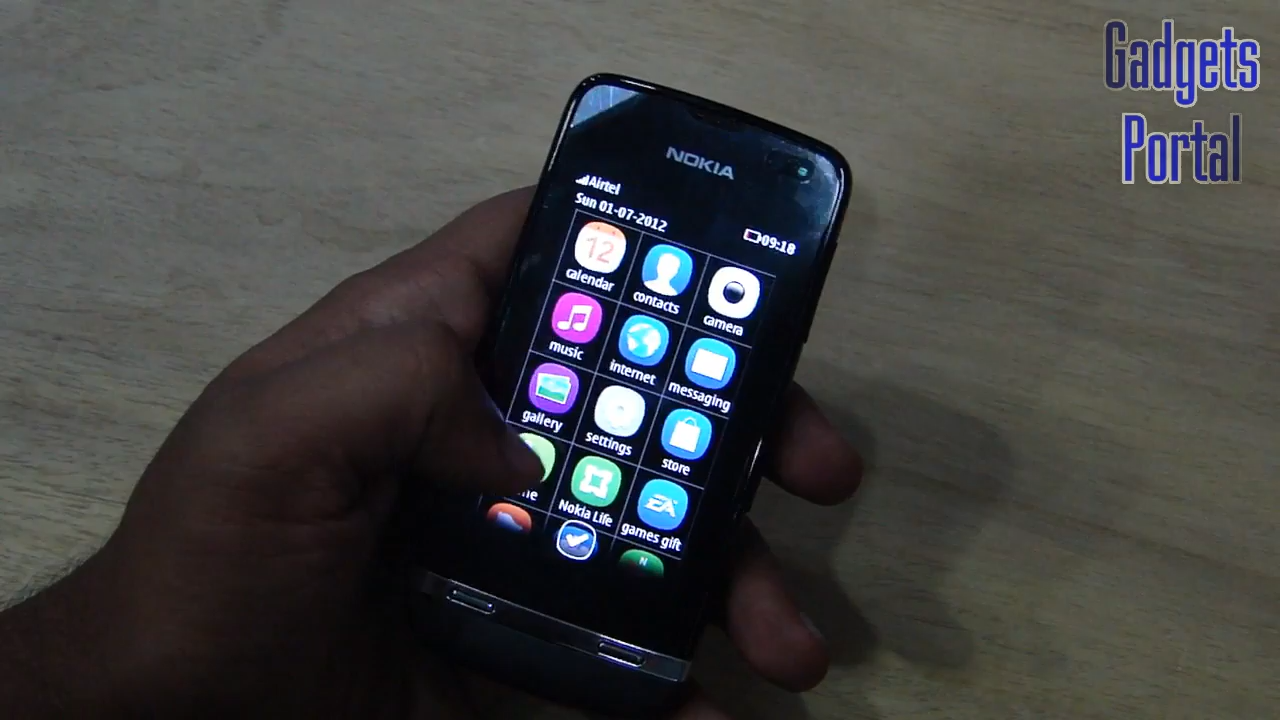 Gadgets
Portal
NOKIA
Airtel
Sun 01-07-2012
09:18
12
calendar
contacts
camera
music
internet
messaging
gallery
settings
store
Nokia Life
EA
games gift
N